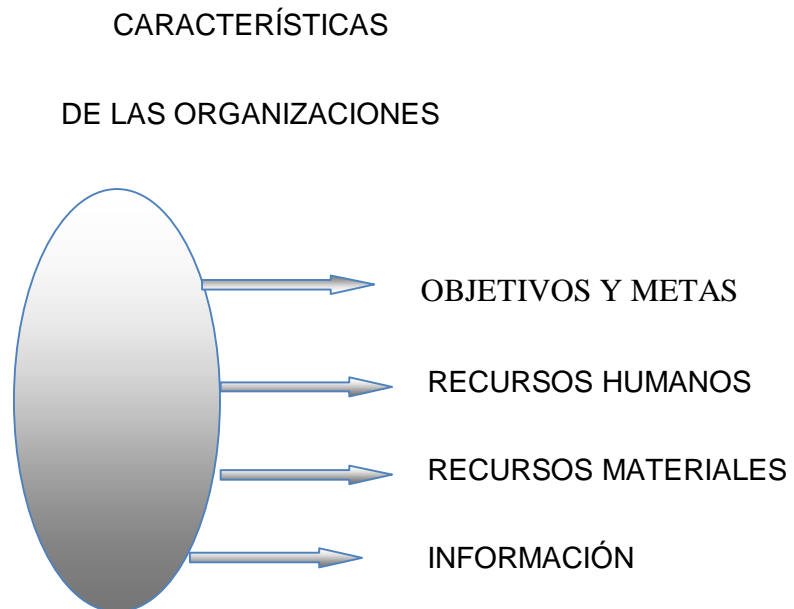 CARACTERÍSTICAS
DE LAS ORGANIZACIONES
OBJETIVOS Y METAS
RECURSOS HUMANOS
RECURSOS MATERIALES
INFORMACIÓN